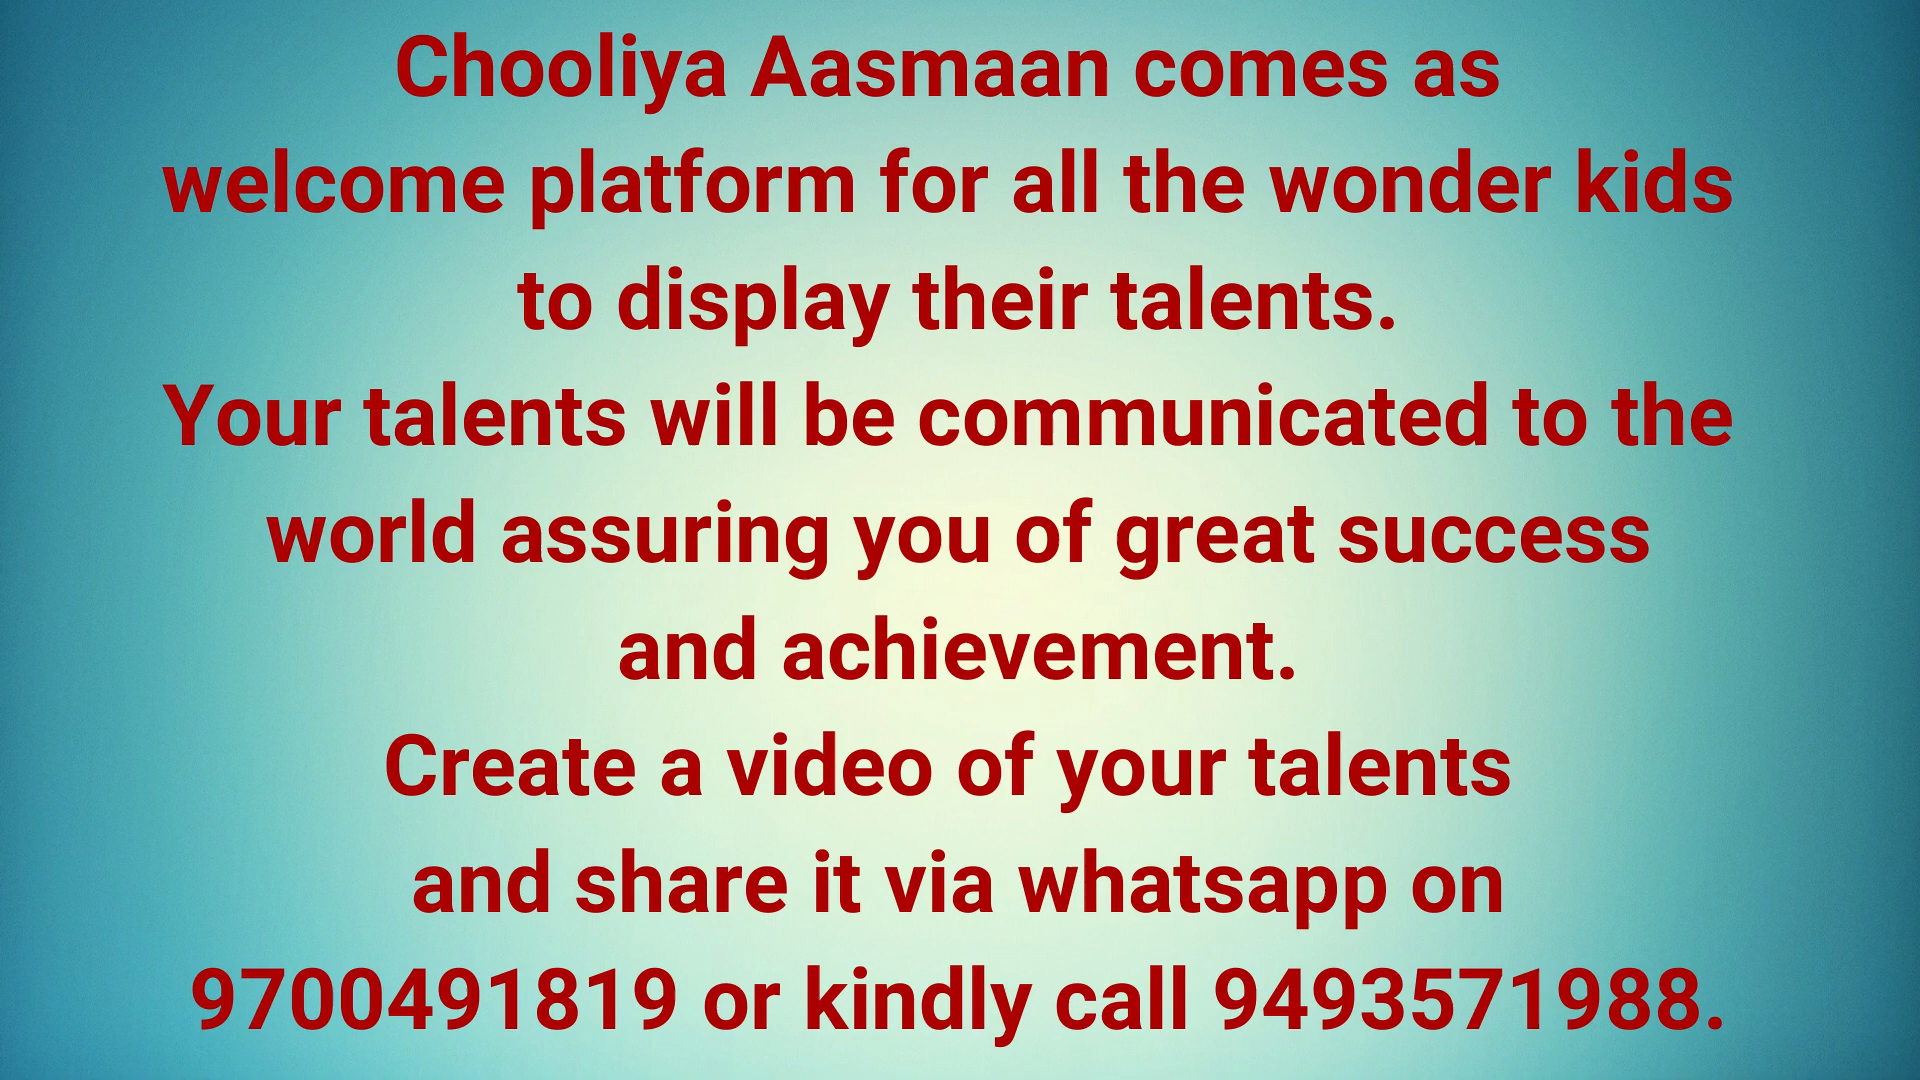 Chooliya Aasmaan comes as
welcome platform for all the wonder kids
to display their talents.
Your talents will be communicated to the
world assuring you of great success
and achievement.
Create a video of your talents
and share it via whatsapp on
9700491819 or kindly call 9493571988.